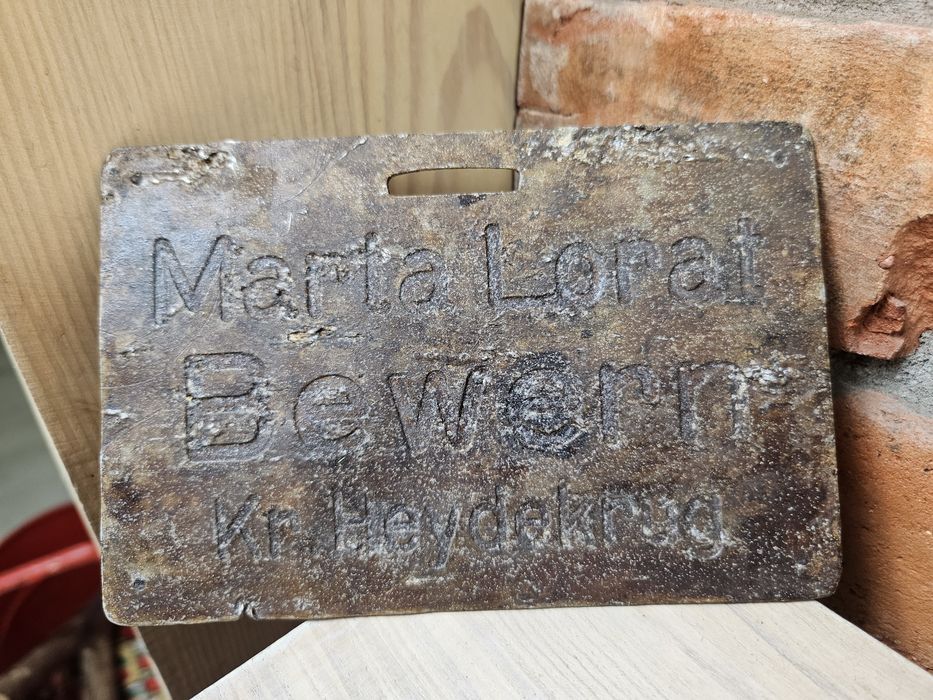 Marta Lorat
Bewern
Kr. Heydekrug